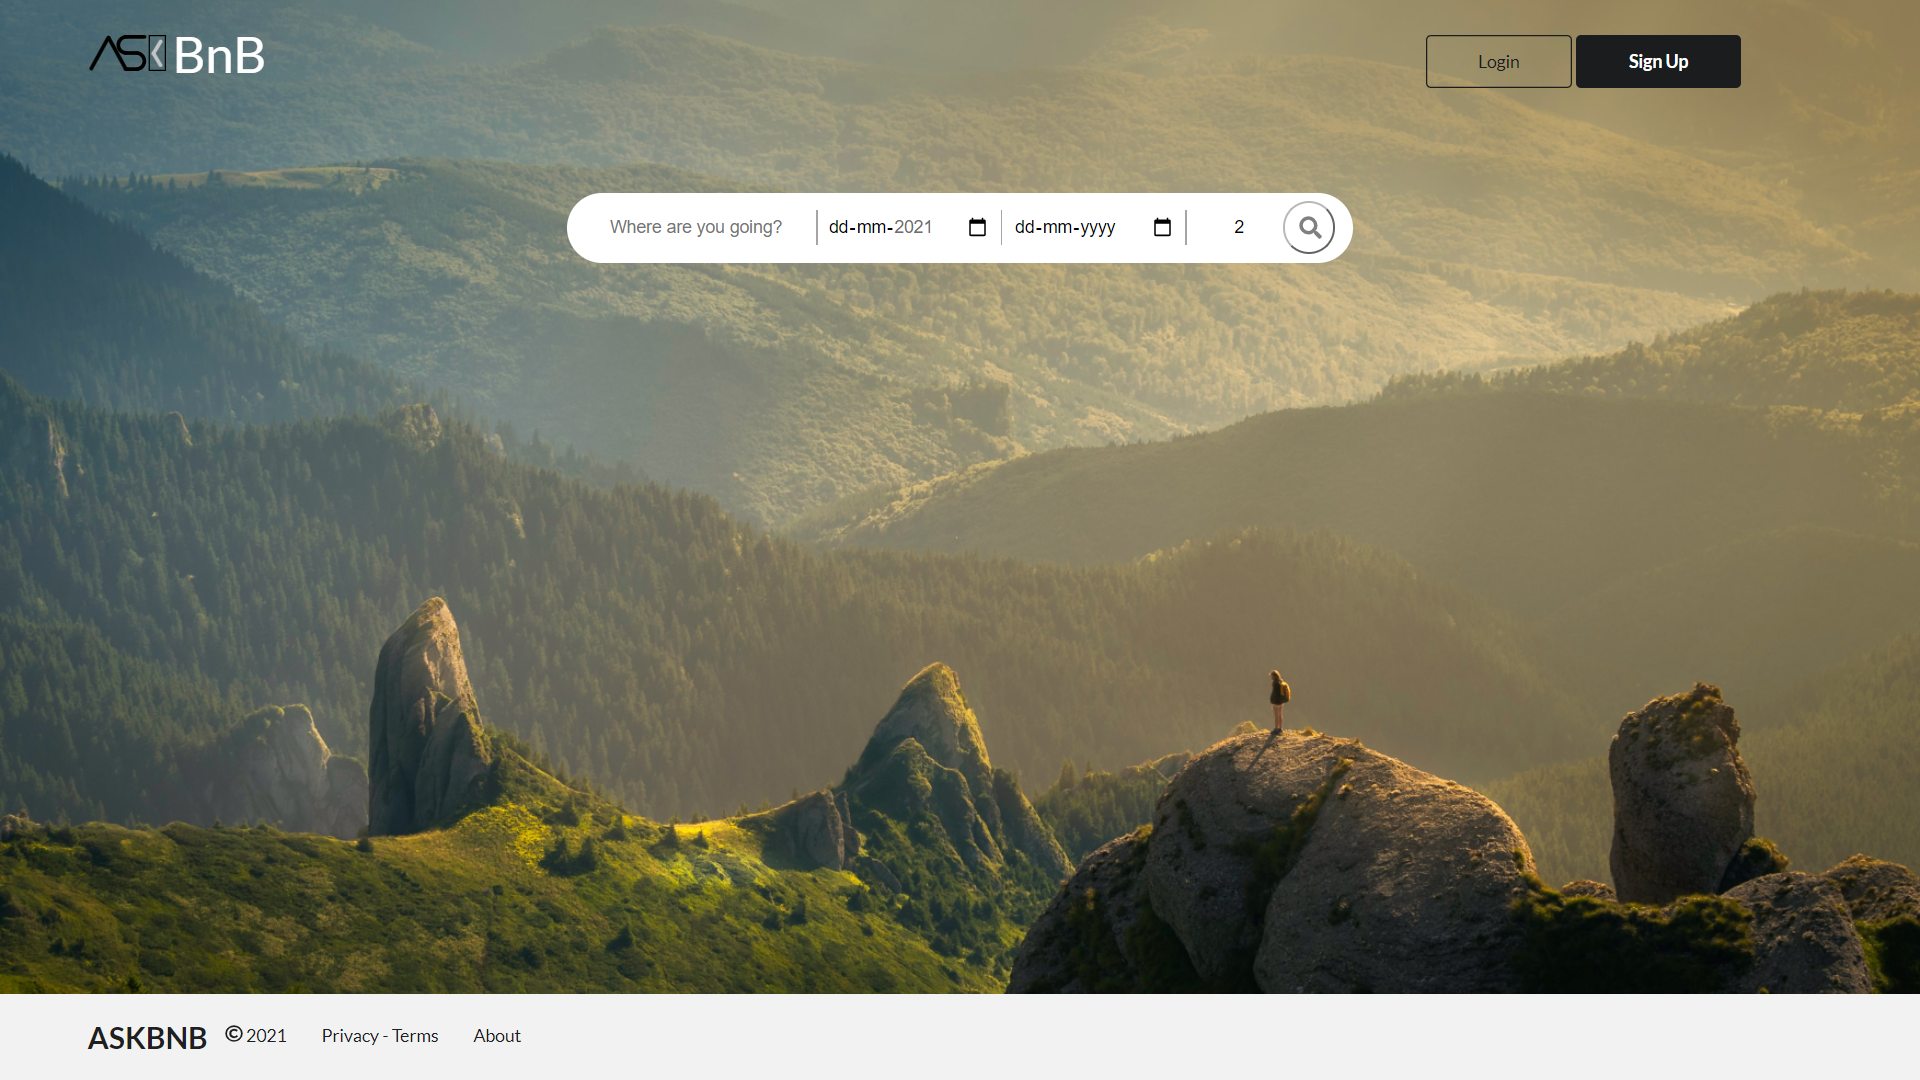 ASK BnB
Login
Sign Up
Where are you going?
dd-mm-2021
dd-mm-yyyy
2
ASKBNB © 2021 Privacy - Terms About